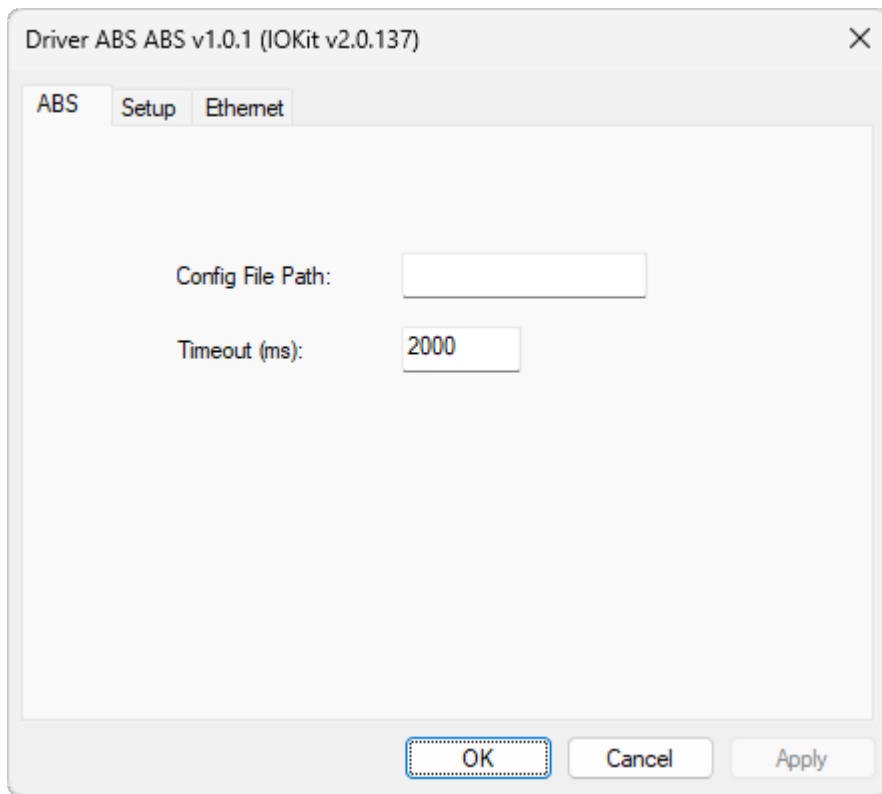 Driver ABS ABS v1.0.1 (IOKit v2.0.137)
ABS Setup Ethernet
Config File Path:
Timeout (ms): 2000
OK Cancel Apply